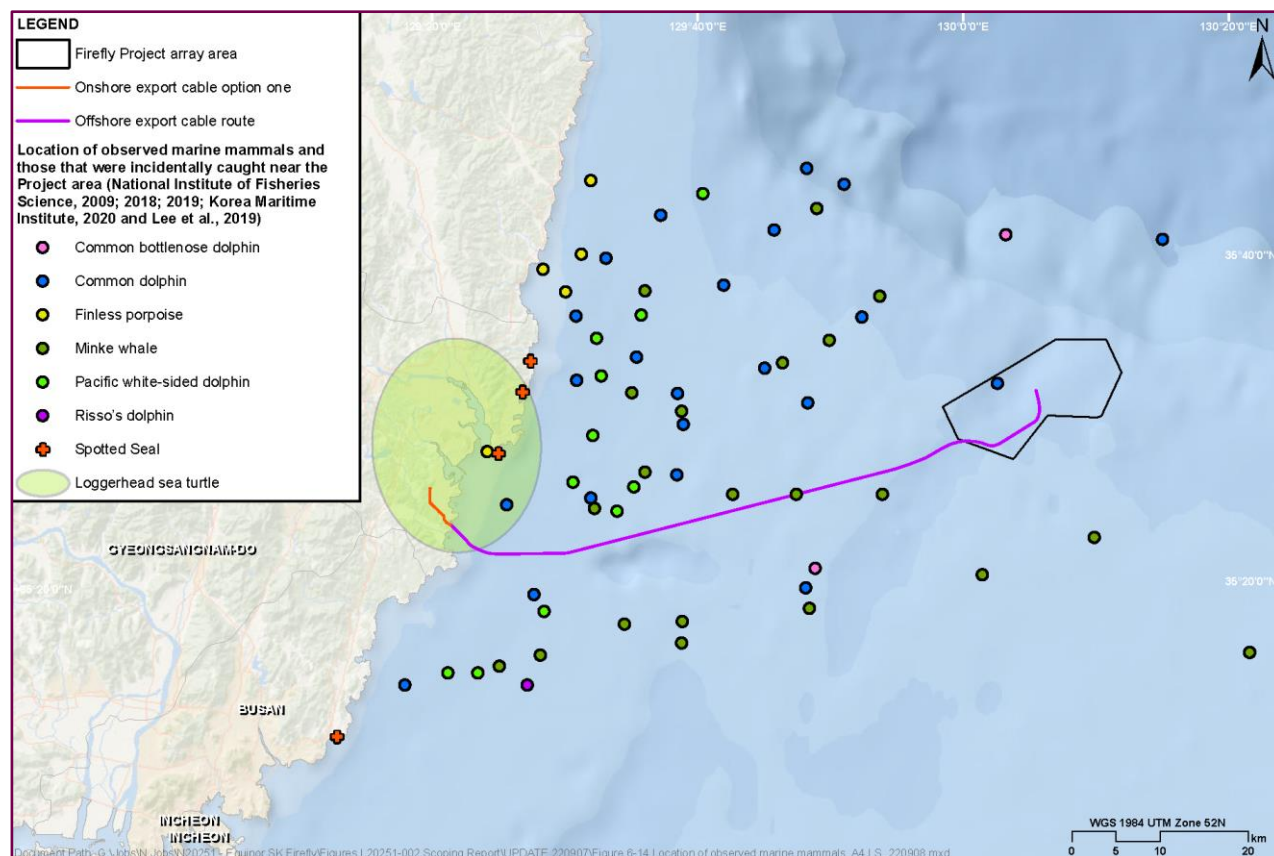 LEGEND
Firefly Project array area
Onshore export cable option one
Offshore export cable route
Location of observed marine mammals and
those that were incidentally caught near the
Project area (National Institute of Fisheries
Science, 2009; 2018; 2019; Korea Maritime
Institute, 2020 and Lee et al., 2019)
Common bottlenose dolphin
Common dolphin
Finless porpoise
Minke whale
Pacific white-sided dolphin
Risso's dolphin
Spotted Seal
Loggerhead sea turtle
129°40'0"E
130°0'0"E
130°20'0"E
35°40'0"N
35°20'0"N
GYEONGSANGNAM-DO
BUSAN
INCHEON
INCHEON
WGS 1984 UTM Zone 52N
0 5 10 20
km